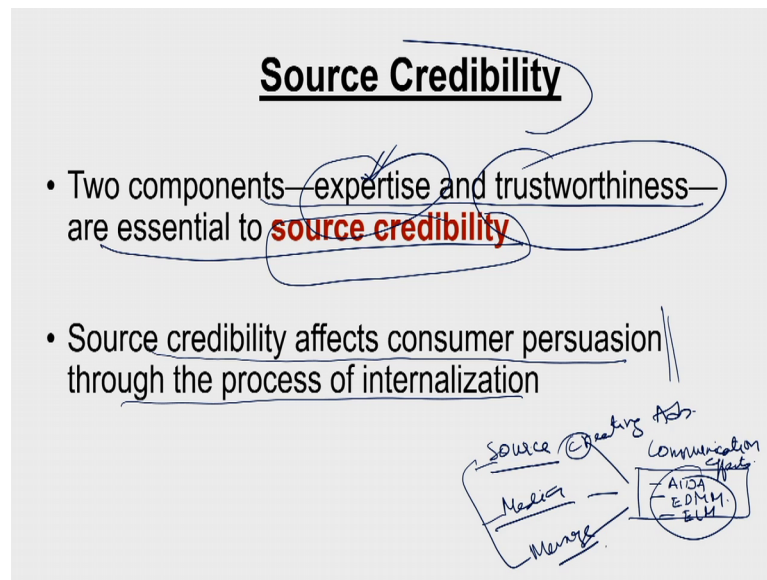 Source Credibility
• Two components—expertise and trustworthiness—
are essential to source credibility
• Source credibility affects consumer persuasion
through the process of internalization
Source Creating Ads.
Communication
effects
Media
Message
- AIDA
- EDMM.
- ELM